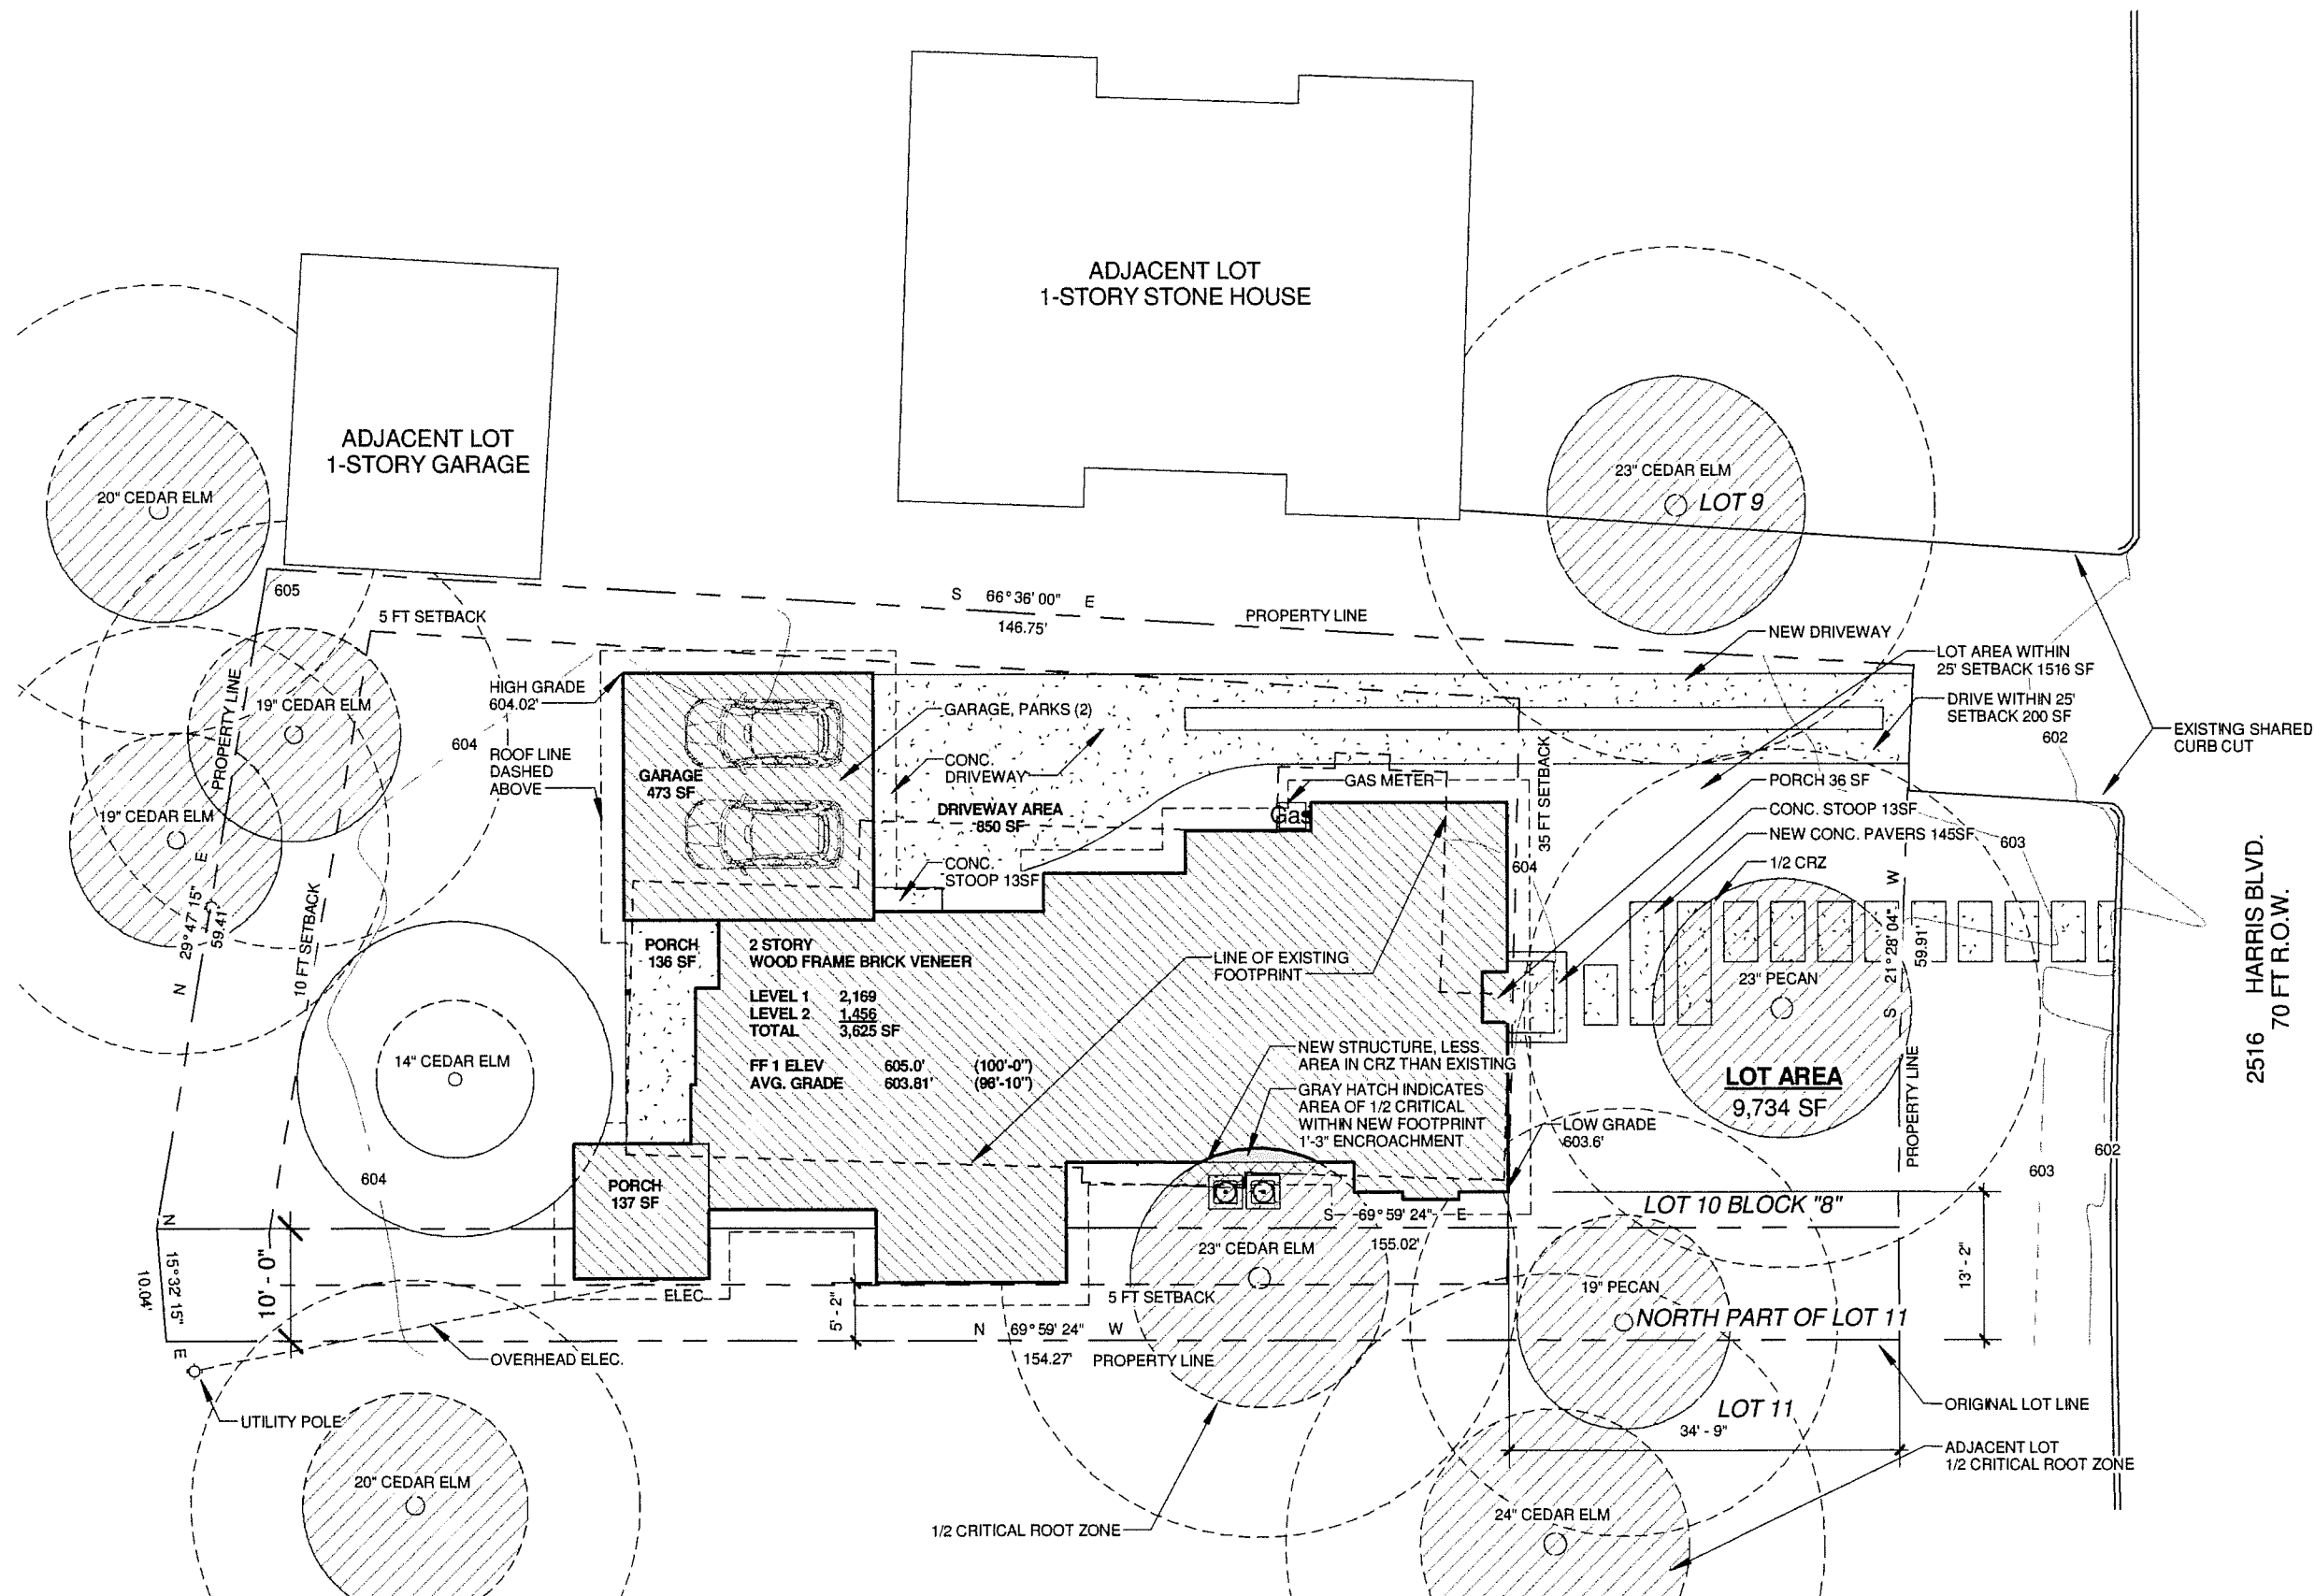 ADJACENT LOT
1-STORY STONE HOUSE
ADJACENT LOT
1-STORY GARAGE
20" CEDAR ELM
23" CEDAR ELM
LOT 9
605
5 FT SETBACK
S 66°36'00" E
146.75'
PROPERTY LINE
NEW DRIVEWAY
LOT AREA WITHIN
25' SETBACK 1516 SF
DRIVE WITHIN 25'
SETBACK 200 SF
602
EXISTING SHARED
CURB CUT
HIGH GRADE
604.02'
604
ROOF LINE
DASHED
ABOVE
PROPERTY LINE
19" CEDAR ELM
19" CEDAR ELM
N 29°47'15" E
59.41'
10 FT SETBACK
GARAGE
473 SF
GARAGE, PARKS (2)
CONC.
DRIVEWAY
DRIVEWAY AREA
850 SF
CONC.
STOOP 13SF
GAS METER
Gas
35 FT SETBACK
604
PORCH 36 SF
CONC. STOOP 13SF
NEW CONC. PAVERS 145SF
603
1/2 CRZ
2516 HARRIS BLVD.
70 FT R.O.W.
PORCH
136 SF
2 STORY
WOOD FRAME BRICK VENEER
LEVEL 1 2,169
LEVEL 2 1,456
TOTAL 3,625 SF
FF 1 ELEV 605.0' (100'-0")
AVG. GRADE 603.81' (98'-10")
LINE OF EXISTING
FOOTPRINT
23" PECAN
S 21°28'04" W
59.91'
PROPERTY LINE
LOT AREA
9,734 SF
NEW STRUCTURE, LESS
AREA IN CRZ THAN EXISTING
GRAY HATCH INDICATES
AREA OF 1/2 CRITICAL
WITHIN NEW FOOTPRINT
1'-3" ENCROACHMENT
LOW GRADE
603.6'
14" CEDAR ELM
604
PORCH
137 SF
603
602
LOT 10 BLOCK "8"
S 69°59'24" E
155.02'
23" CEDAR ELM
13' - 2"
N 15°32'15" E
10.04'
10' - 0"
ELEC
5' - 2"
5 FT SETBACK
19" PECAN
NORTH PART OF LOT 11
N 69°59'24" W
154.27'
PROPERTY LINE
OVERHEAD ELEC.
UTILITY POLE
ORIGINAL LOT LINE
LOT 11
34' - 9"
ADJACENT LOT
1/2 CRITICAL ROOT ZONE
20" CEDAR ELM
1/2 CRITICAL ROOT ZONE
24" CEDAR ELM